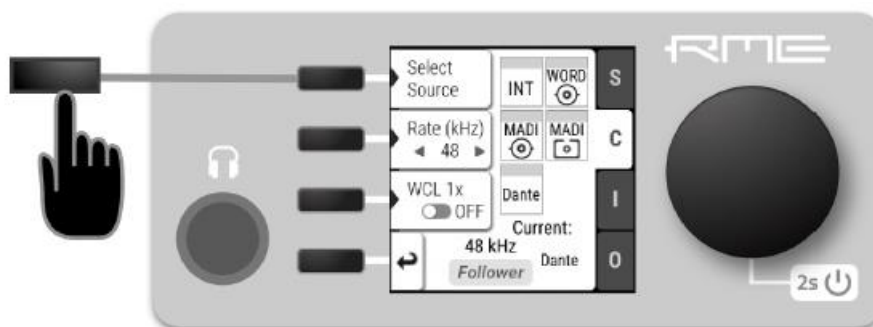 RME
Select
Source
INT
WORD
S
Rate (kHz)
48
MADI
MADI
C
WCL 1x
OFF
Dante
I
Current:
48 kHz
Dante
Follower
O
2s